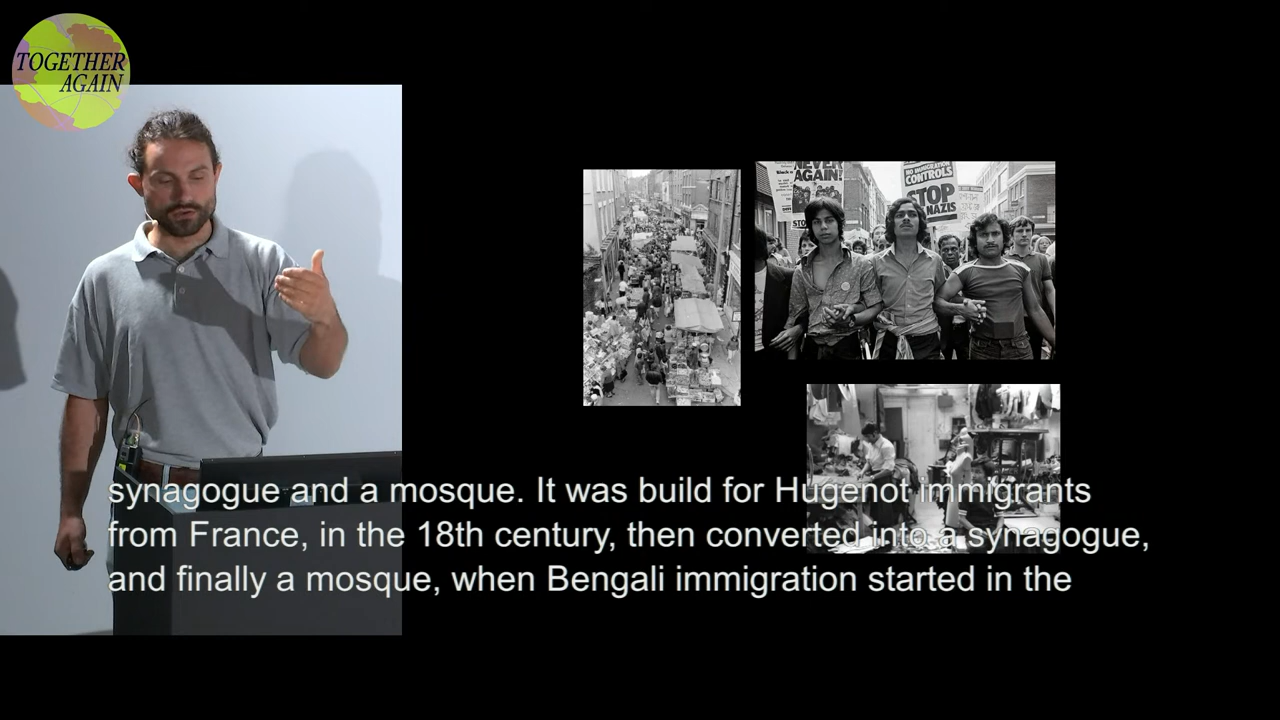 TOGETHER
AGAIN
NEVER
AGAIN!
NO IMMIGRATION
CONTROLS
STOP
NAZIS
synagogue and a mosque. It was build for Hugenot immigrants
from France, in the 18th century, then converted into a synagogue,
and finally a mosque, when Bengali immigration started in the